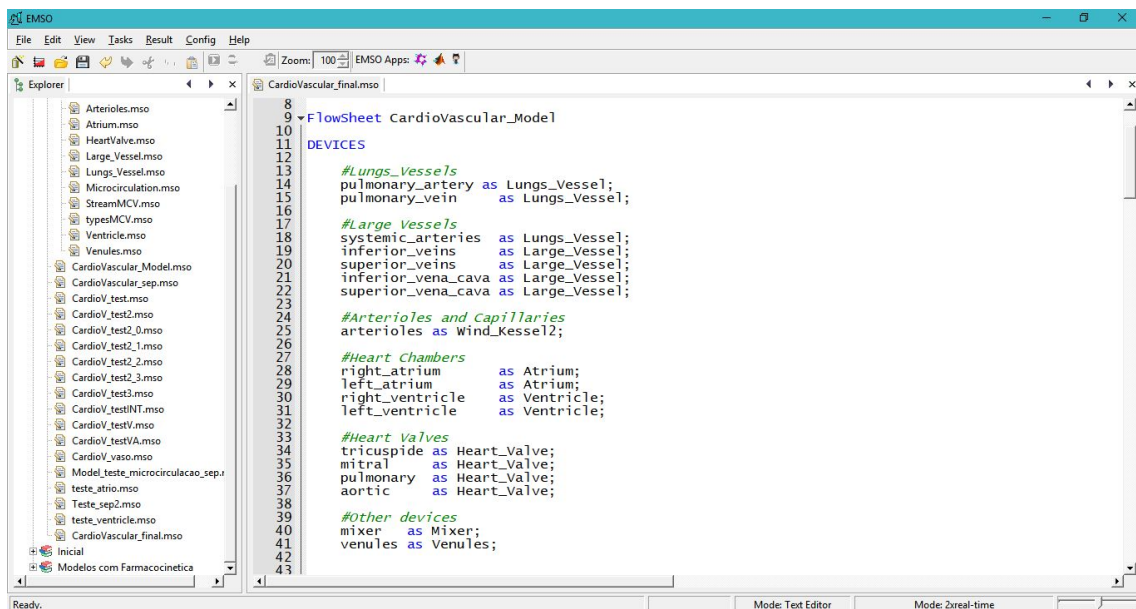 EMSO
File Edit View Tasks Result Config Help
Zoom: 100 EMSO Apps:
Explorer
CardioVascular_final.mso
Arterioles.mso
Atrium.mso
HeartValve.mso
Large_Vessel.mso
Lungs_Vessel.mso
Microcirculation.mso
StreamMCV.mso
typesMCV.mso
Ventricle.mso
Venules.mso
CardioVascular_Model.mso
CardioVascular_sep.mso
CardioV_test.mso
CardioV_test2.mso
CardioV_test2_0.mso
CardioV_test2_1.mso
CardioV_test2_2.mso
CardioV_test2_3.mso
CardioV_test3.mso
CardioV_testINT.mso
CardioV_testV.mso
CardioV_testVA.mso
CardioV_vaso.mso
Model_teste_microcirculacao_sep.r
teste_atrio.mso
Teste_sep2.mso
teste_ventricle.mso
CardioVascular_final.mso
Inicial
Modelos com Farmacocinetica
8
9 FlowSheet CardioVascular_Model
10
11 DEVICES
12
13 #Lungs_Vessels
14 pulmonary_artery as Lungs_Vessel;
15 pulmonary_vein as Lungs_Vessel;
16
17 #Large Vessels
18 systemic_arteries as Lungs_Vessel;
19 inferior_veins as Large_Vessel;
20 superior_veins as Large_Vessel;
21 inferior_vena_cava as Large_Vessel;
22 superior_vena_cava as Large_Vessel;
23
24 #Arterioles and Capillaries
25 arterioles as Wind_Kessel2;
26
27 #Heart Chambers
28 right_atrium as Atrium;
29 left_atrium as Atrium;
30 right_ventricle as Ventricle;
31 left_ventricle as Ventricle;
32
33 #Heart Valves
34 tricuspide as Heart_Valve;
35 mitral as Heart_Valve;
36 pulmonary as Heart_Valve;
37 aortic as Heart_Valve;
38
39 #Other devices
40 mixer as Mixer;
41 venules as Venules;
42
43
Ready.
Mode: Text Editor
Mode: 2xreal-time